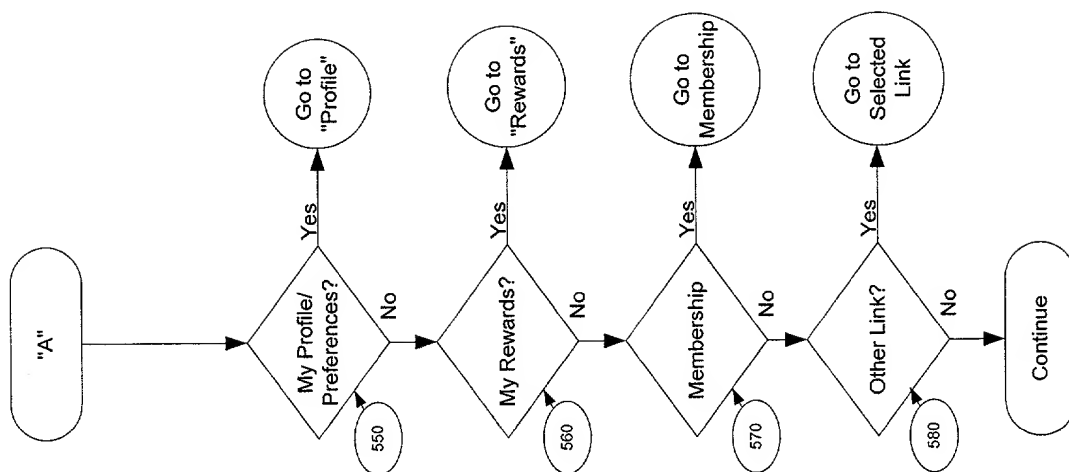 "A"
My Profile/
Preferences?
Yes
Go to
"Profile"
No
550
My Rewards?
Yes
Go to
"Rewards"
No
560
Membership
Yes
Go to
Membership
No
570
Other Link?
Yes
Go to
Selected
Link
No
580
Continue